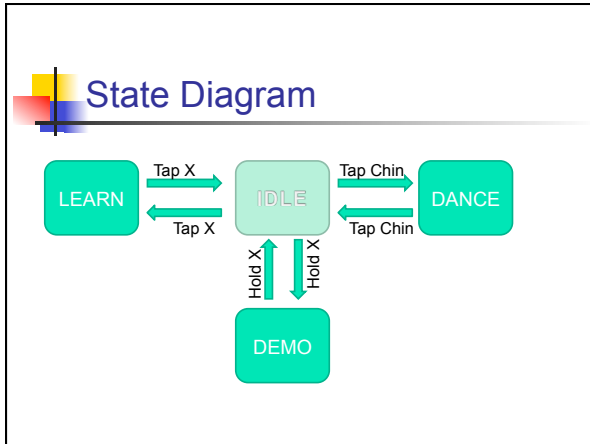 State Diagram
Tap X
Tap Chin
LEARN
IDLE
DANCE
Tap X
Tap Chin
Hold X
Hold X
DEMO